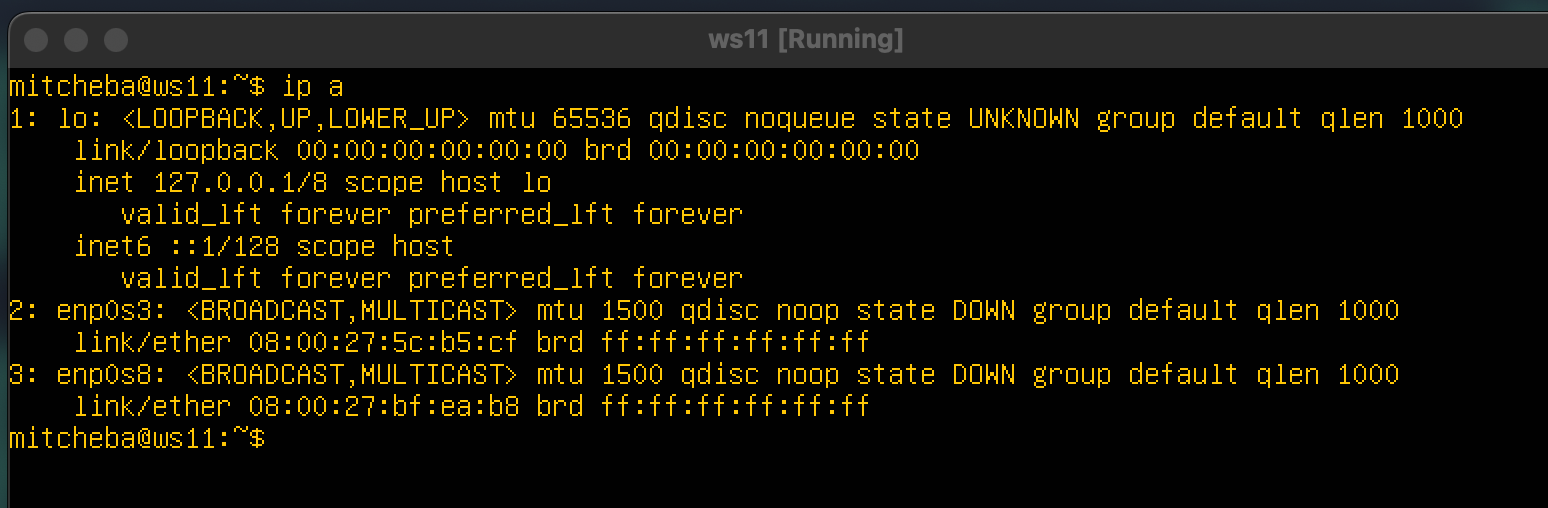 ws11 [Running]
mitcheba@ws11:~$ ip a
1: lo: <LOOPBACK,UP,LOWER_UP> mtu 65536 qdisc noqueue state UNKNOWN group default qlen 1000
    link/loopback 00:00:00:00:00:00 brd 00:00:00:00:00:00
    inet 127.0.0.1/8 scope host lo
       valid_lft forever preferred_lft forever
    inet6 ::1/128 scope host
       valid_lft forever preferred_lft forever
2: enp0s3: <BROADCAST,MULTICAST> mtu 1500 qdisc noop state DOWN group default qlen 1000
    link/ether 08:00:27:5c:b5:cf brd ff:ff:ff:ff:ff:ff
3: enp0s8: <BROADCAST,MULTICAST> mtu 1500 qdisc noop state DOWN group default qlen 1000
    link/ether 08:00:27:bf:ea:b8 brd ff:ff:ff:ff:ff:ff
mitcheba@ws11:~$